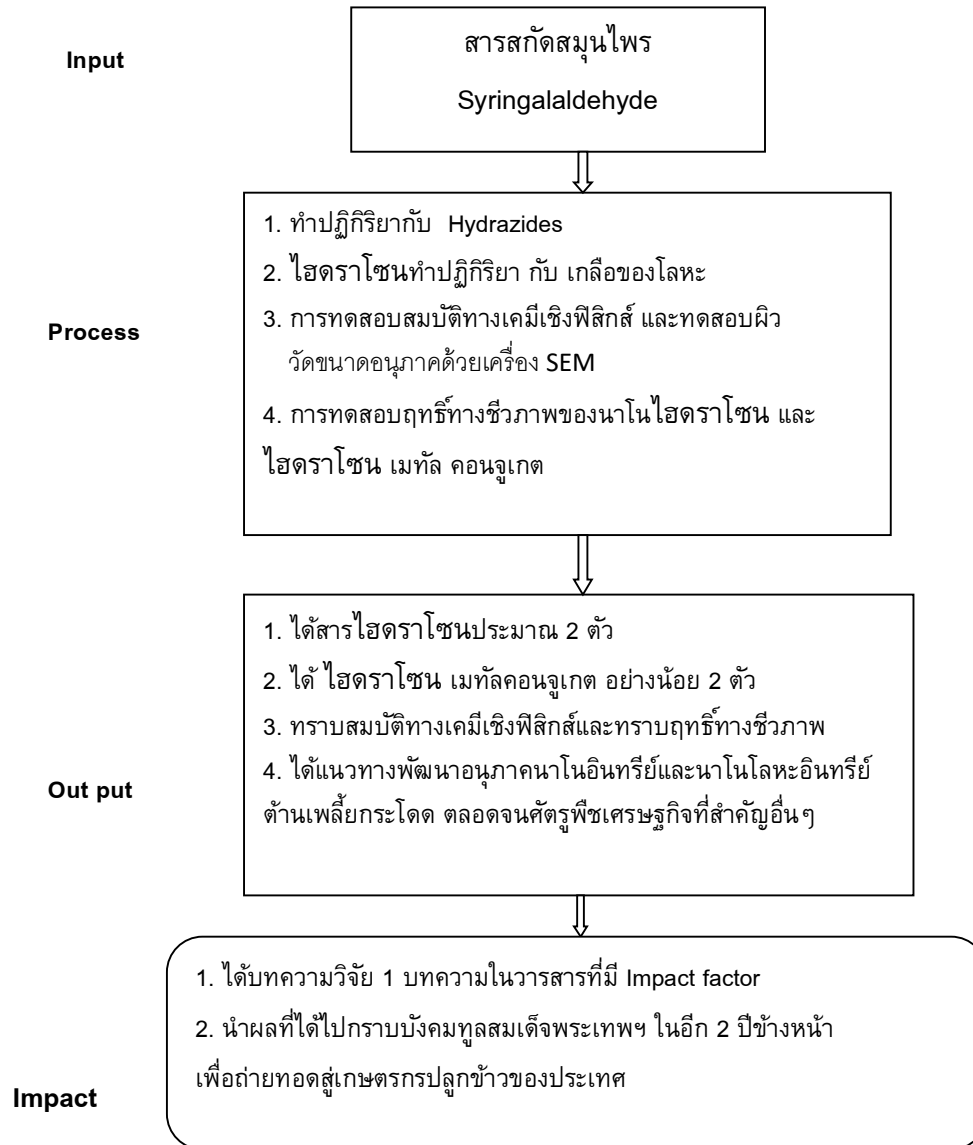 Input
สารสกัดสมุนไพร
Syringalaldehyde
Process
1. ทำปฏิกิริยากับ Hydrazides
2. ไฮดราโซนทำปฏิกิริยา กับ เกลือของโลหะ
3. การทดสอบสมบัติทางเคมีเชิงฟิสิกส์ และทดสอบผิว
วัดขนาดอนุภาคด้วยเครื่อง SEM
4. การทดสอบฤทธิ์ทางชีวภาพของนาโนไฮดราโซน และ
ไฮดราโซน เมทัล คอนจูเกต
Out put
1. ได้สารไฮดราโซนประมาณ 2 ตัว
2. ได้ ไฮดราโซน เมทัลคอนจูเกต อย่างน้อย 2 ตัว
3. ทราบสมบัติทางเคมีเชิงฟิสิกส์และทราบฤทธิ์ทางชีวภาพ
4. ได้แนวทางพัฒนาอนุภาคนาโนอินทรีย์และนาโนโลหะอินทรีย์
ต้านเพลี้ยกระโดด ตลอดจนศัตรูพืชเศรษฐกิจที่สำคัญอื่นๆ
Impact
1. ได้บทความวิจัย 1 บทความในวารสารที่มี Impact factor
2. นำผลที่ได้ไปกราบบังคมทูลสมเด็จพระเทพฯ ในอีก 2 ปีข้างหน้า
เพื่อถ่ายทอดสู่เกษตรกรปลูกข้าวของประเทศ